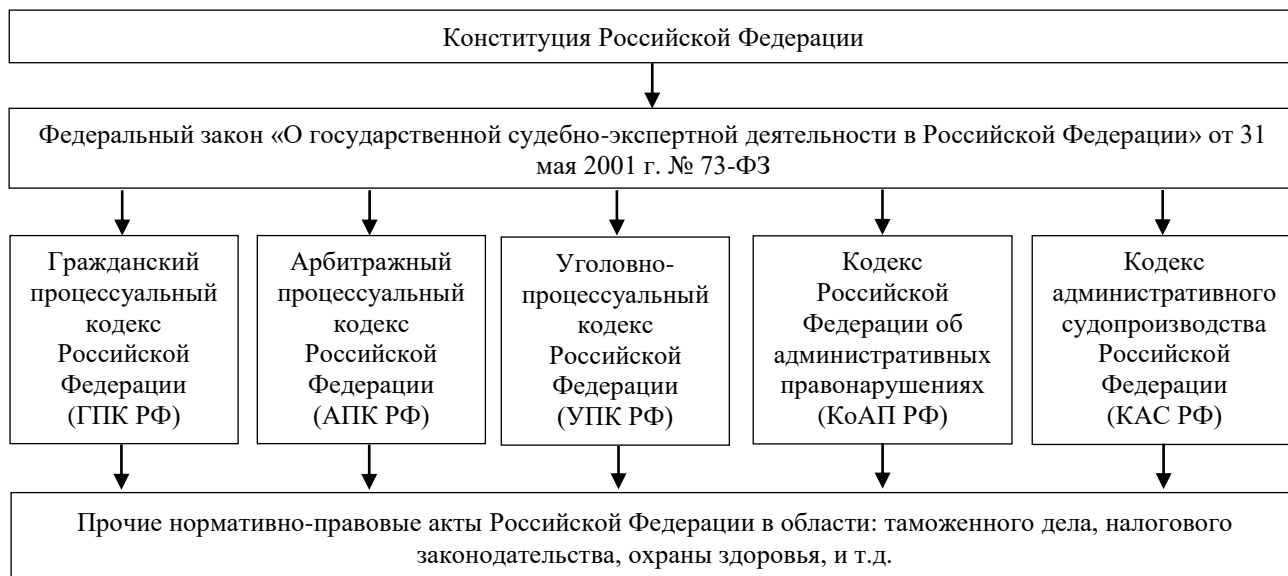 Конституция Российской Федерации
Федеральный закон «О государственной судебно-экспертной деятельности в Российской Федерации» от 31
мая 2001 г. № 73-ФЗ
Гражданский
процессуальный
кодекс
Российской
Федерации
(ГПК РФ)
Арбитражный
процессуальный
кодекс
Российской
Федерации
(АПК РФ)
Уголовно-
процессуальный
кодекс
Российской
Федерации
(УПК РФ)
Кодекс
Российской
Федерации об
административных
правонарушениях
(КоАП РФ)
Кодекс
административного
судопроизводства
Российской
Федерации
(КАС РФ)
Прочие нормативно-правовые акты Российской Федерации в области: таможенного дела, налогового
законодательства, охраны здоровья, и т.д.